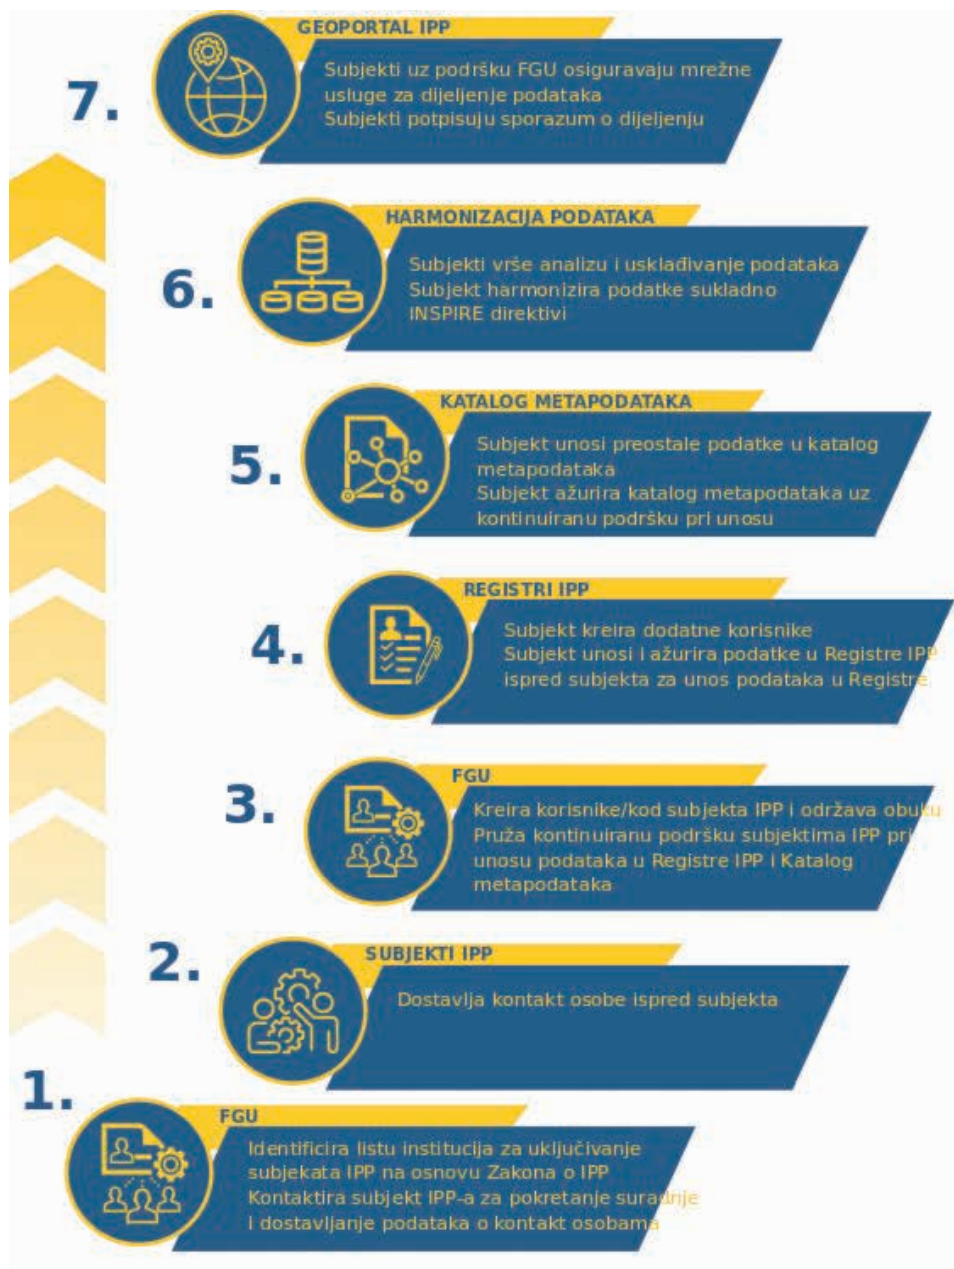 GEOPORTAL IPP
7.
Subjekti uz podršku FGU osiguravaju mrežne
usluge za dijeljenje podataka
Subjekti potpisuju sporazum o dijeljenju
HARMONIZACIJA PODATAKA
6.
Subjekti vrše analizu i usklađivanje podataka
Subjekt harmonizira podatke sukladno
INSPIRE direktivi
KATALOG METAPODATAKA
5.
Subjekt unosi preostale podatke u katalog
metapodataka
Subjekt ažurira katalog metapodataka uz
kontinuiranu podršku pri unosu
REGISTRI IPP
4.
Subjekt kreira dodatne korisnike
Subjekt unosi i ažurira podatke u Registre IPP
ispred subjekta za unos podataka u Registre
FGU
3.
Kreira korisnike/kod subjekta IPP i održava obuku
Pruža kontinuiranu podršku subjektima IPP pri
unosu podataka u Registre IPP i Katalog
metapodataka
SUBJEKTI IPP
2.
Dostavlja kontakt osobe ispred subjekta
1.
FGU
Identificira listu institucija za uključivanje
subjekata IPP na osnovu Zakona o IPP
Kontaktira subjekt IPP-a za pokretanje suradnje
I dostavljanje podataka o kontakt osobama